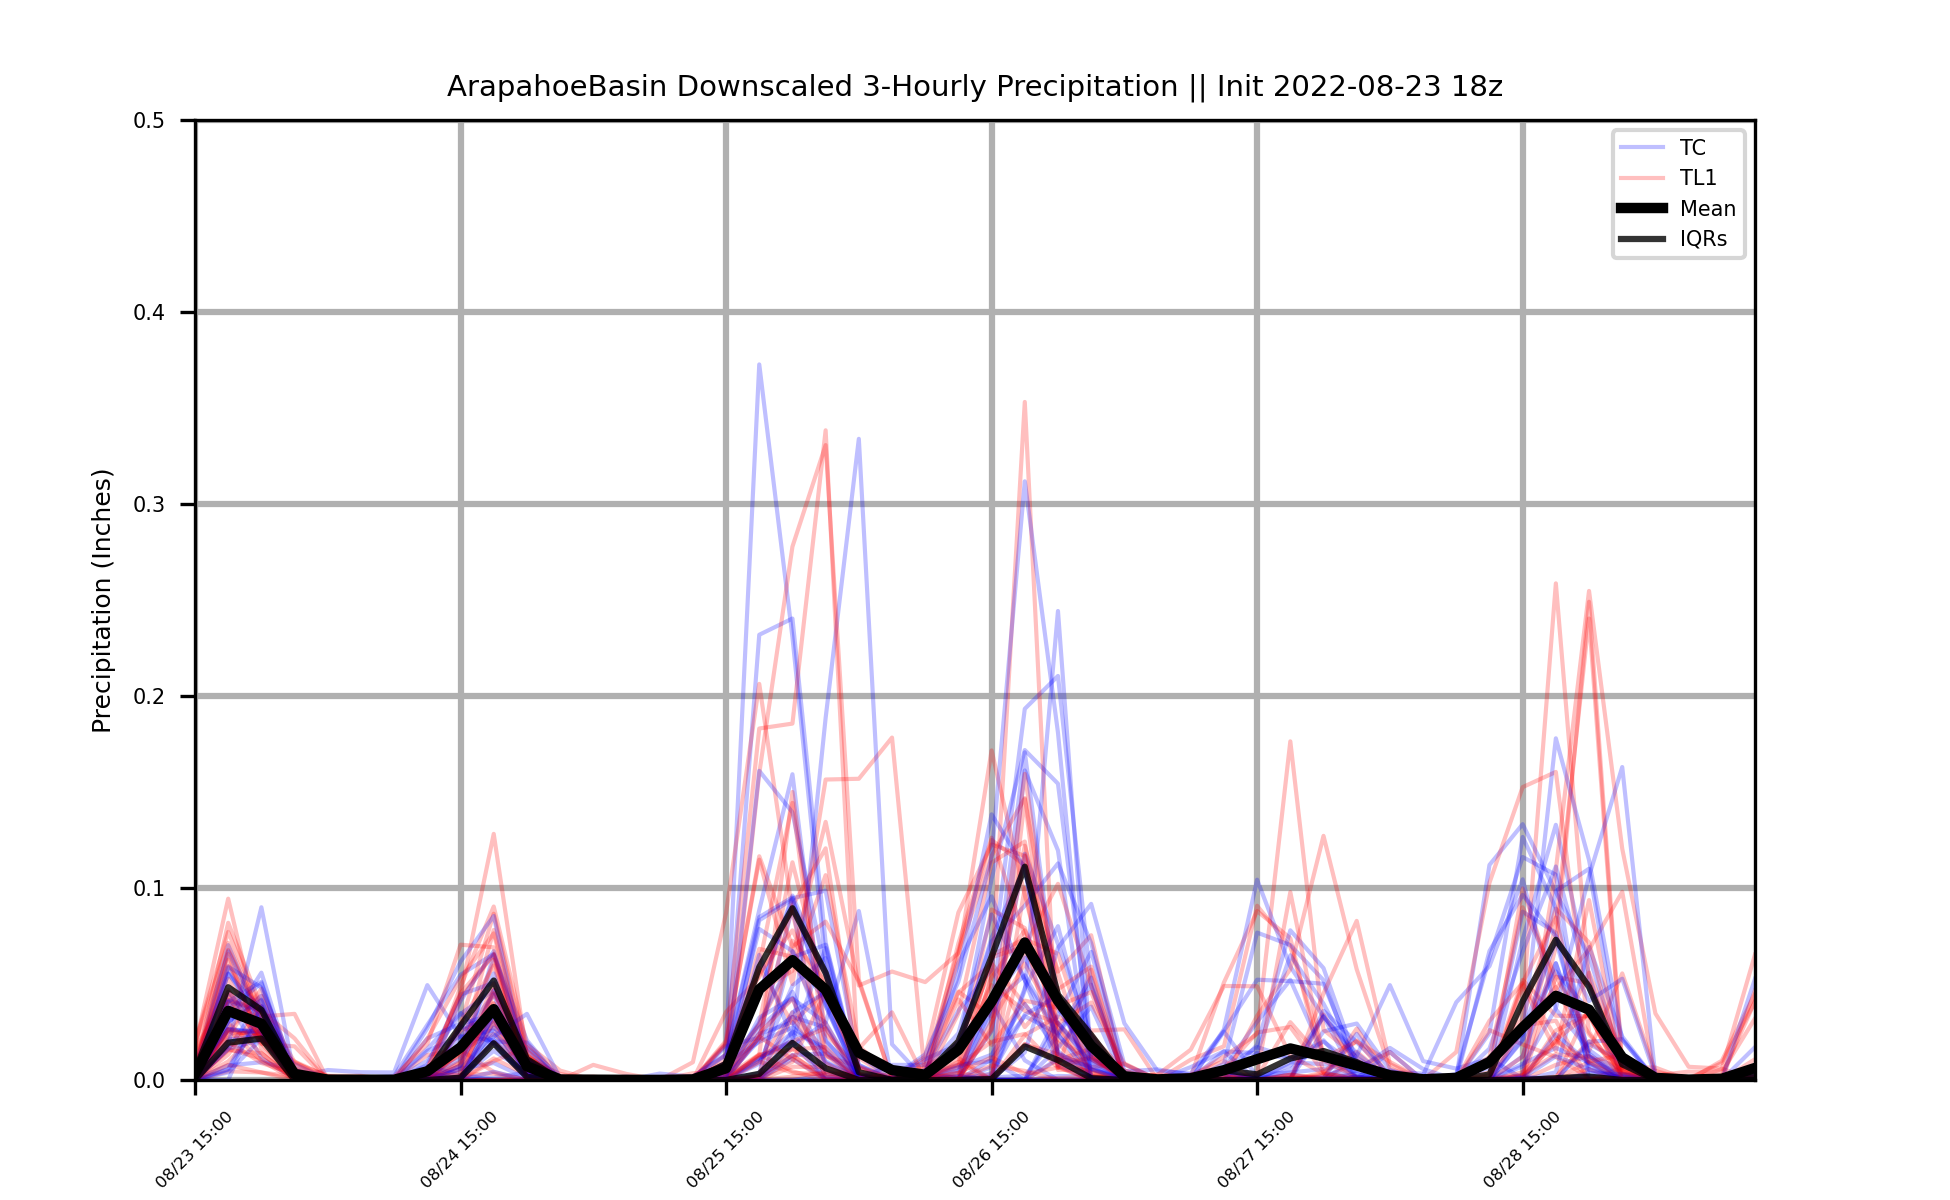 ArapahoeBasin Downscaled 3-Hourly Precipitation || Init 2022-08-23 18z
TC
TL1
Mean
IQRs
Precipitation (Inches)
0.5
0.4
0.3
0.2
0.1
0.0
08/23 15:00
08/24 15:00
08/25 15:00
08/26 15:00
08/27 15:00
08/28 15:00